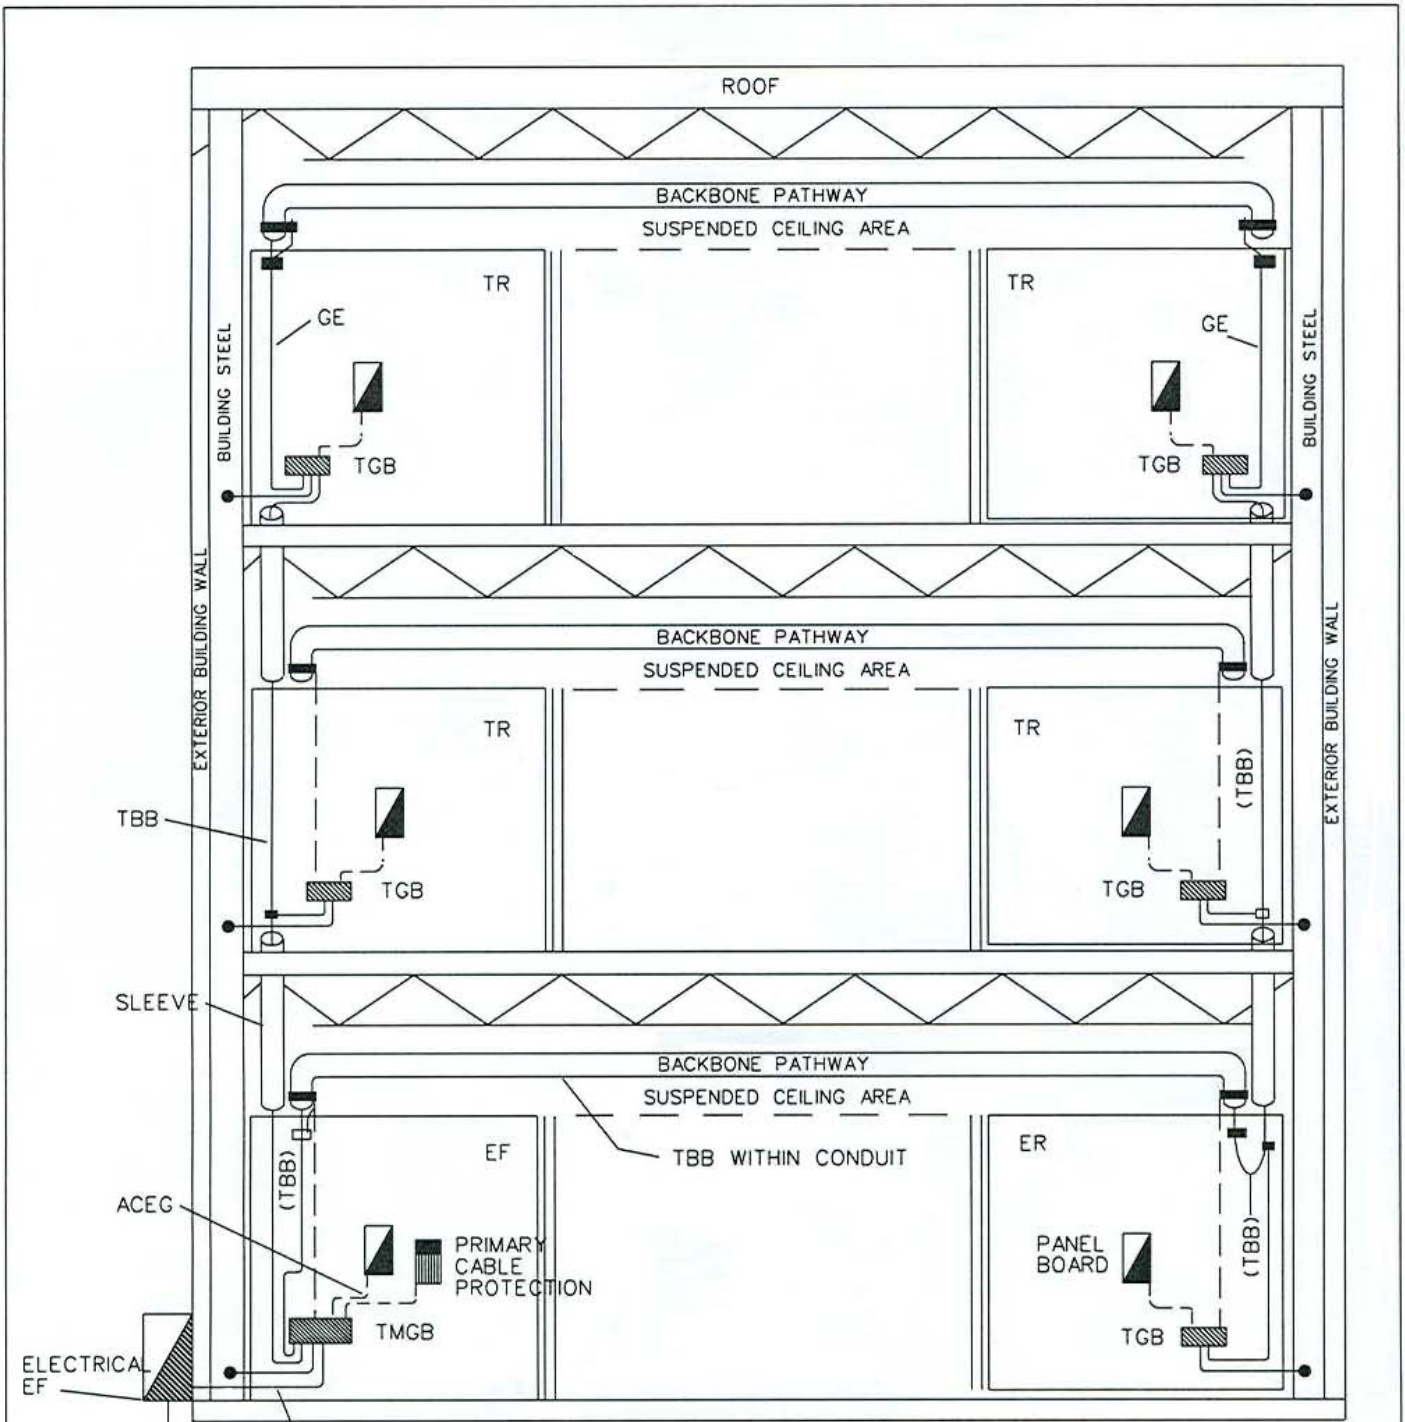 ROOF
BACKBONE PATHWAY
SUSPENDED CEILING AREA
TR
TR
GE
GE
BUILDING STEEL
BUILDING STEEL
TGB
TGB
EXTERIOR BUILDING WALL
EXTERIOR BUILDING WALL
BACKBONE PATHWAY
SUSPENDED CEILING AREA
TR
TR
(TBB)
TBB
TGB
TGB
SLEEVE
BACKBONE PATHWAY
SUSPENDED CEILING AREA
EF
ER
TBB WITHIN CONDUIT
(TBB)
ACEG
(TBB)
PRIMARY
CABLE
PROTECTION
PANEL
BOARD
TMGB
TGB
ELECTRICAL
EF